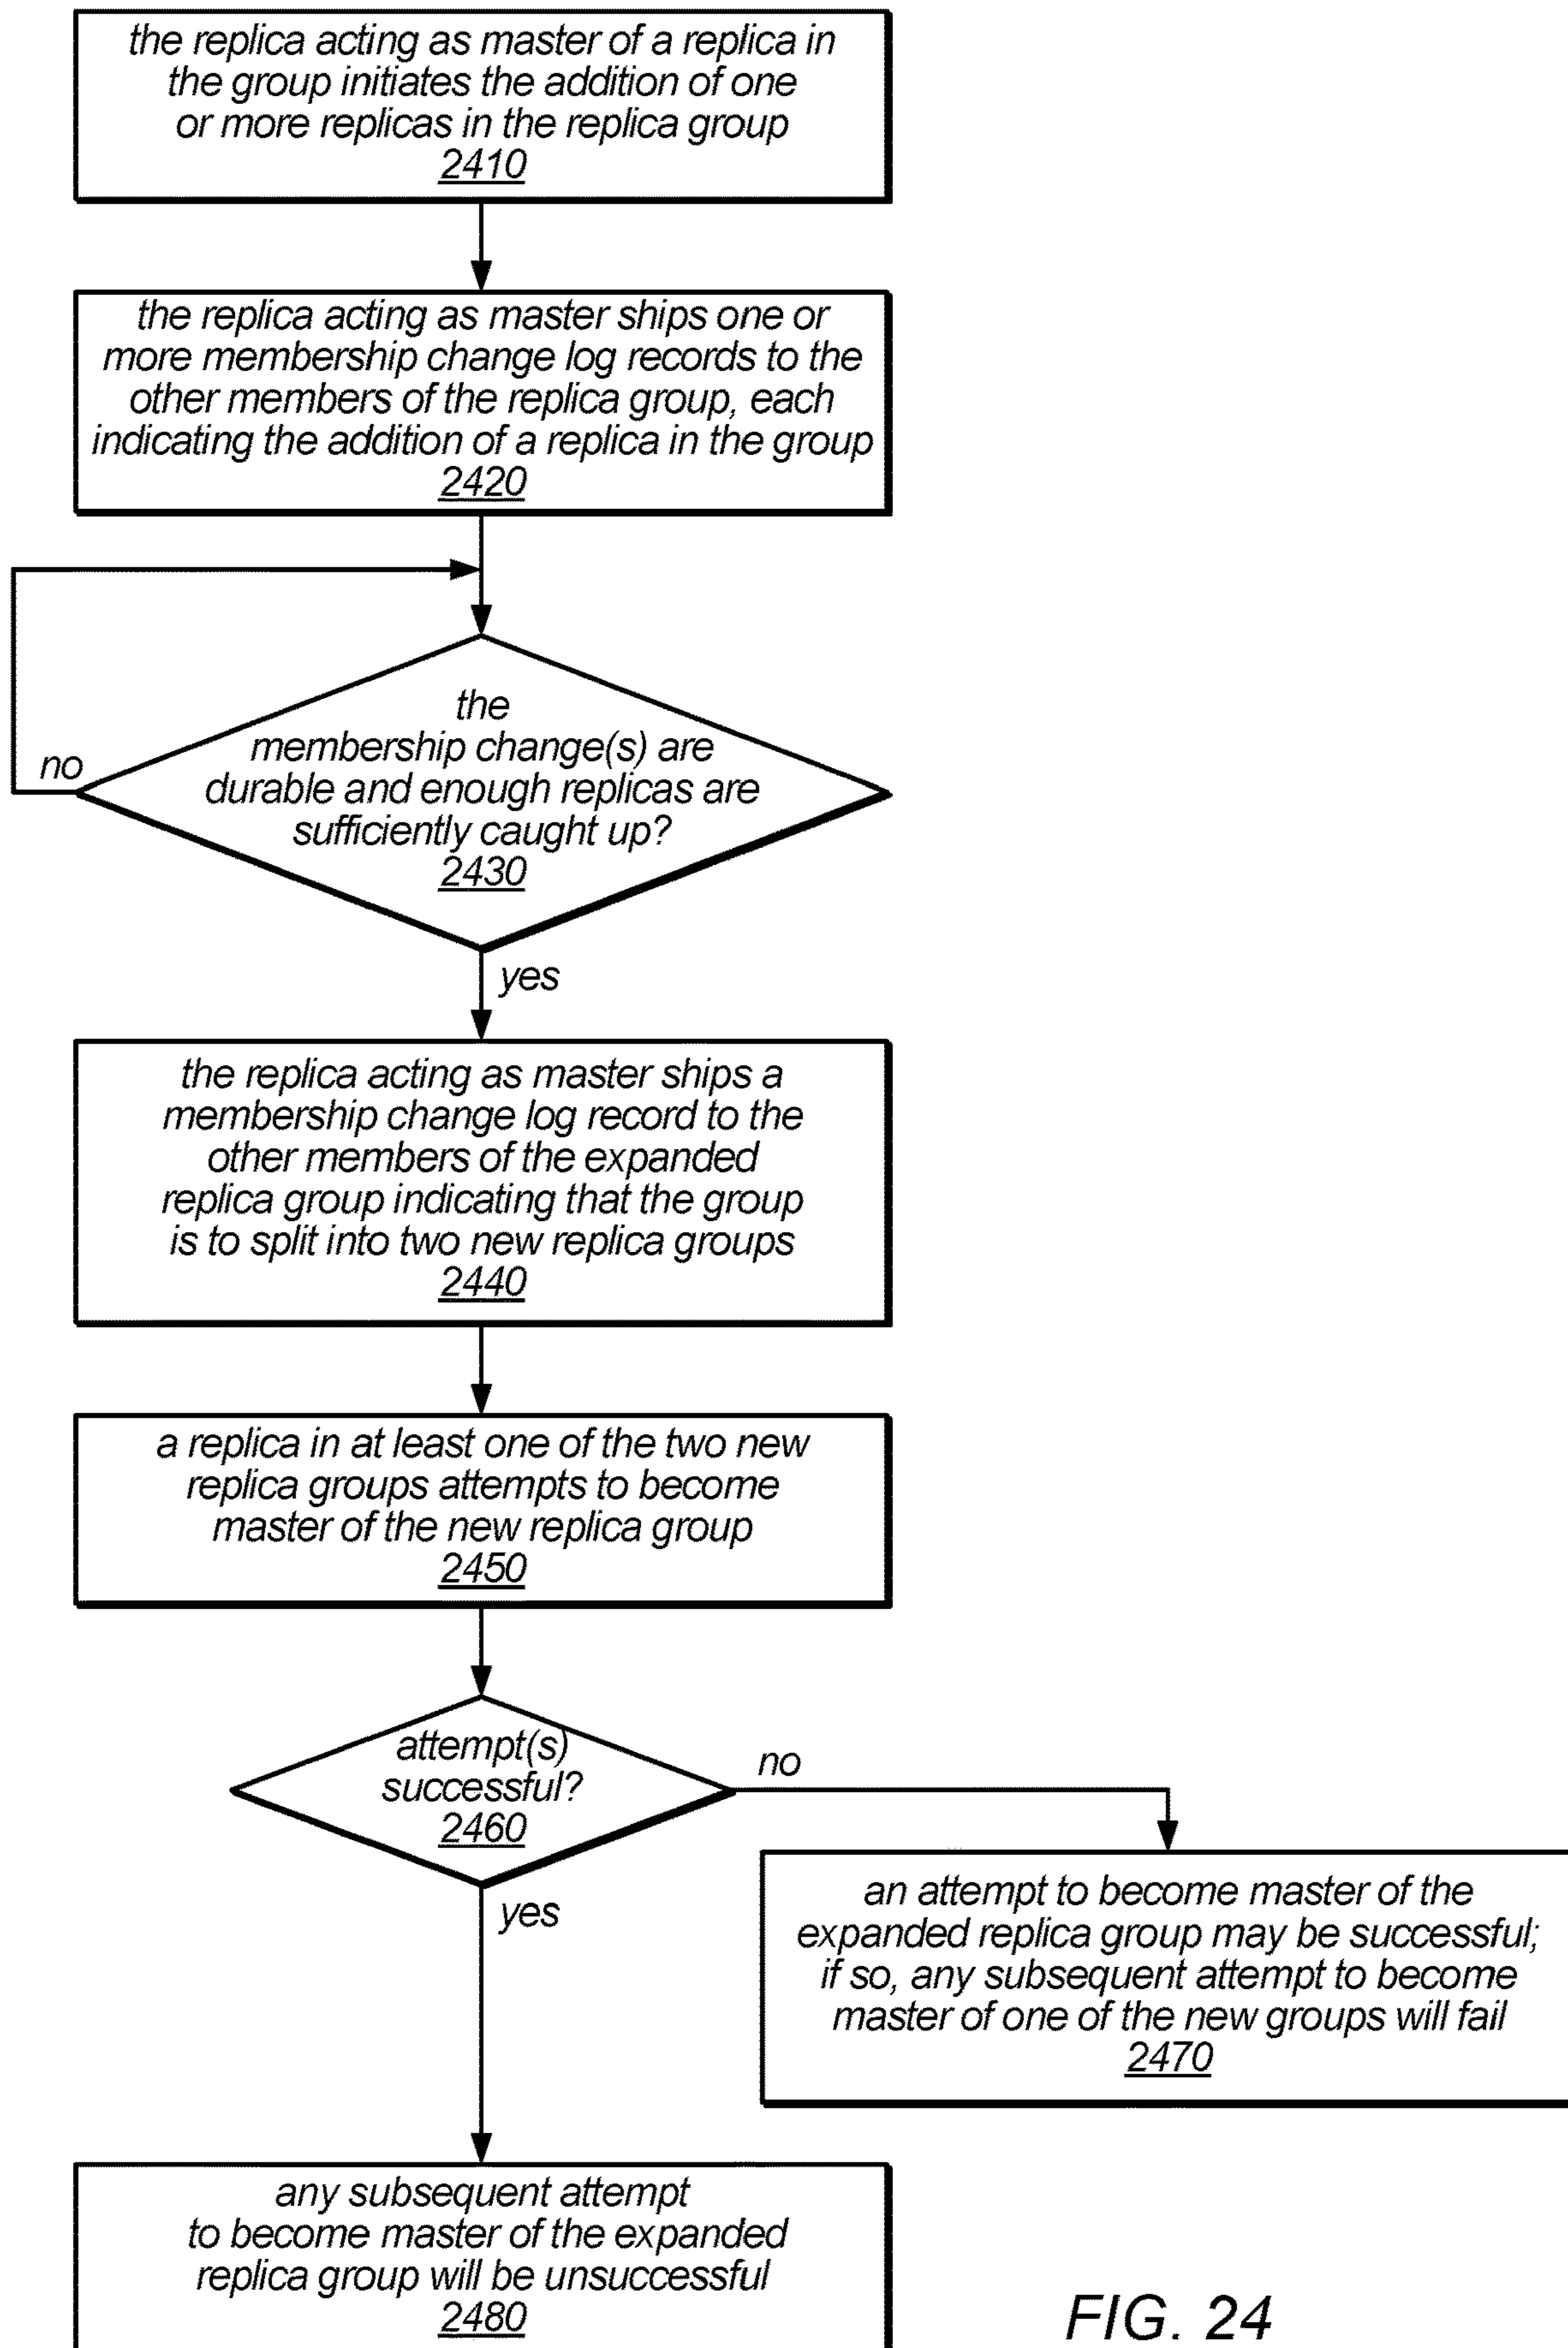 the replica acting as master of a replica in
the group initiates the addition of one
or more replicas in the replica group
2410
the replica acting as master ships one or
more membership change log records to the
other members of the replica group, each
indicating the addition of a replica in the group
2420
the
membership change(s) are
durable and enough replicas are
sufficiently caught up?
2430
no
yes
the replica acting as master ships a
membership change log record to the
other members of the expanded
replica group indicating that the group
is to split into two new replica groups
2440
a replica in at least one of the two new
replica groups attempts to become
master of the new replica group
2450
attempt(s)
successful?
2460
no
yes
an attempt to become master of the
expanded replica group may be successful;
if so, any subsequent attempt to become
master of one of the new groups will fail
2470
any subsequent attempt
to become master of the expanded
replica group will be unsuccessful
2480
FIG. 24